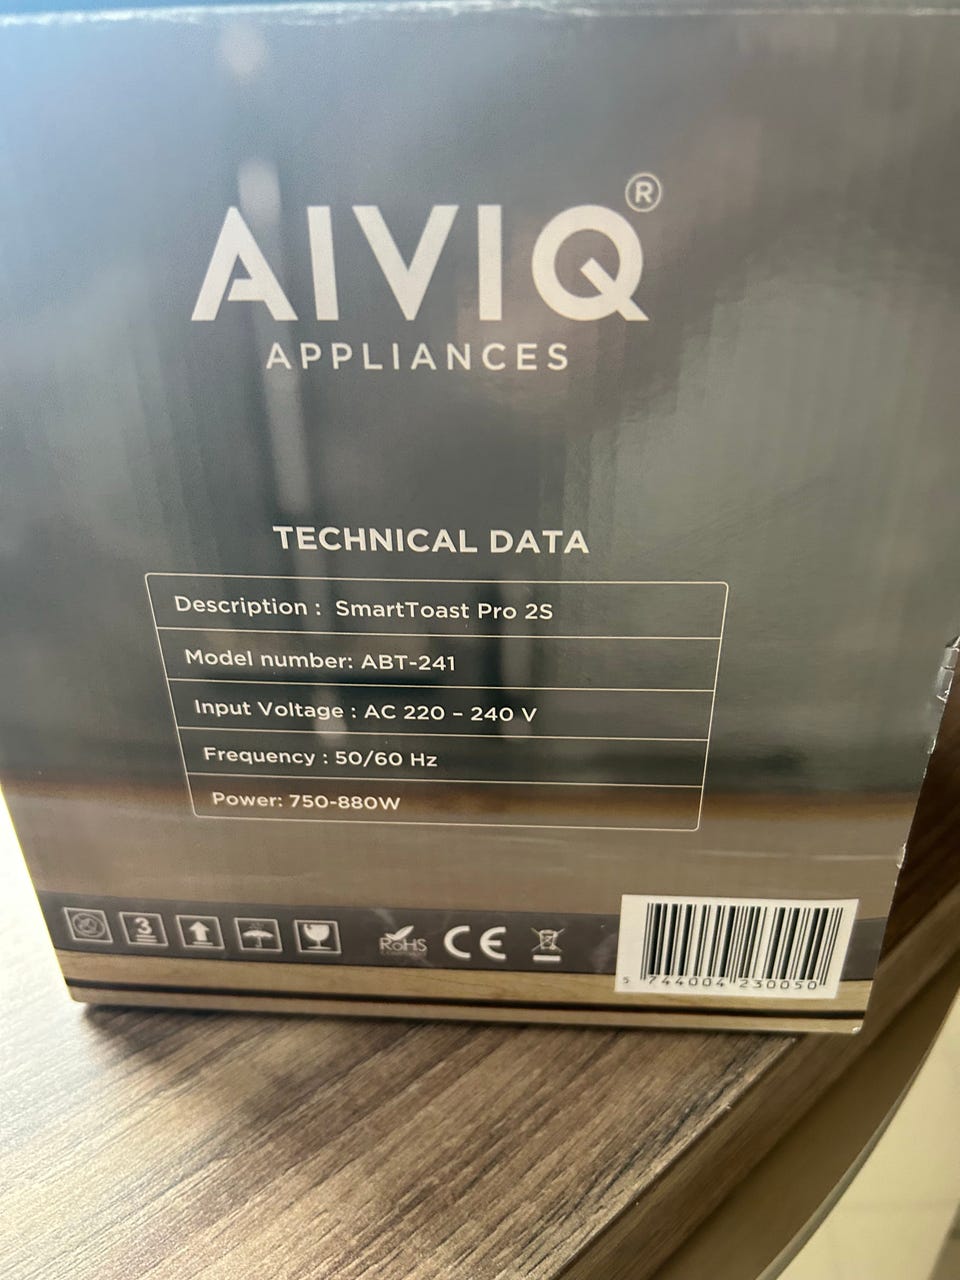 AIVIQ®
APPLIANCES
TECHNICAL DATA
Description : SmartToast Pro 2S
Model number: ABT-241
Input Voltage : AC 220 – 240 V
Frequency : 50/60 Hz
Power: 750-880W
3
RoHS
CE
5 744004 230050